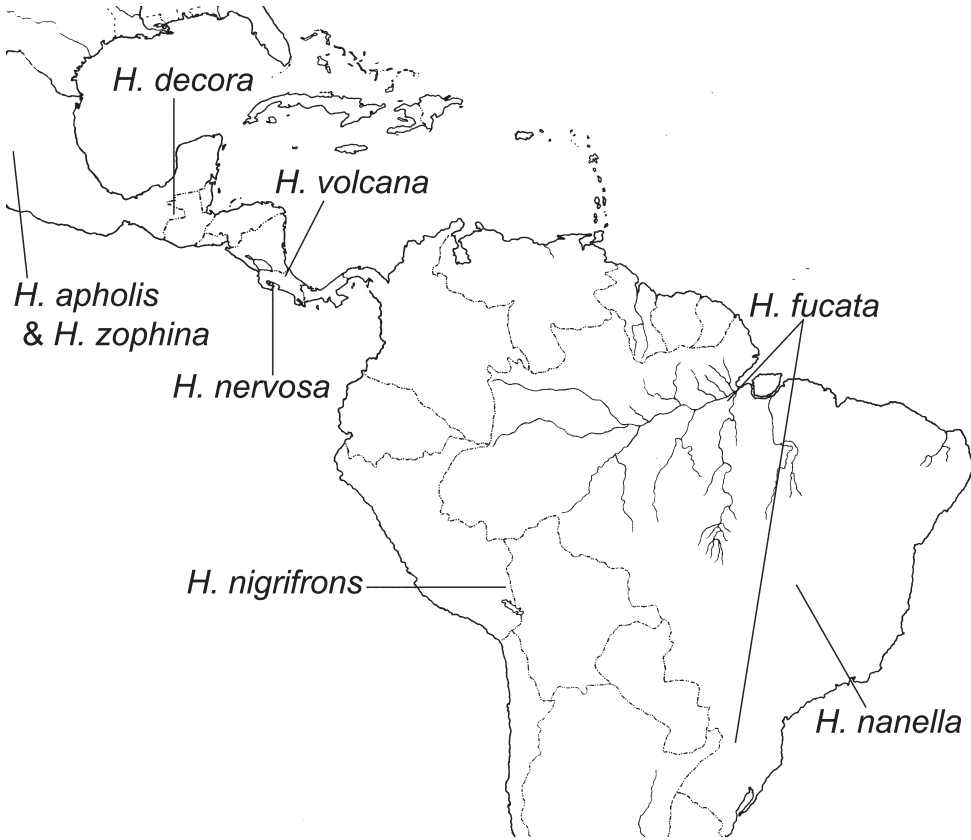 H. decora
H. volcana
H. apholis
& H. zophina
H. fucata
H. nervosa
H. nigrifrons
H. nanella